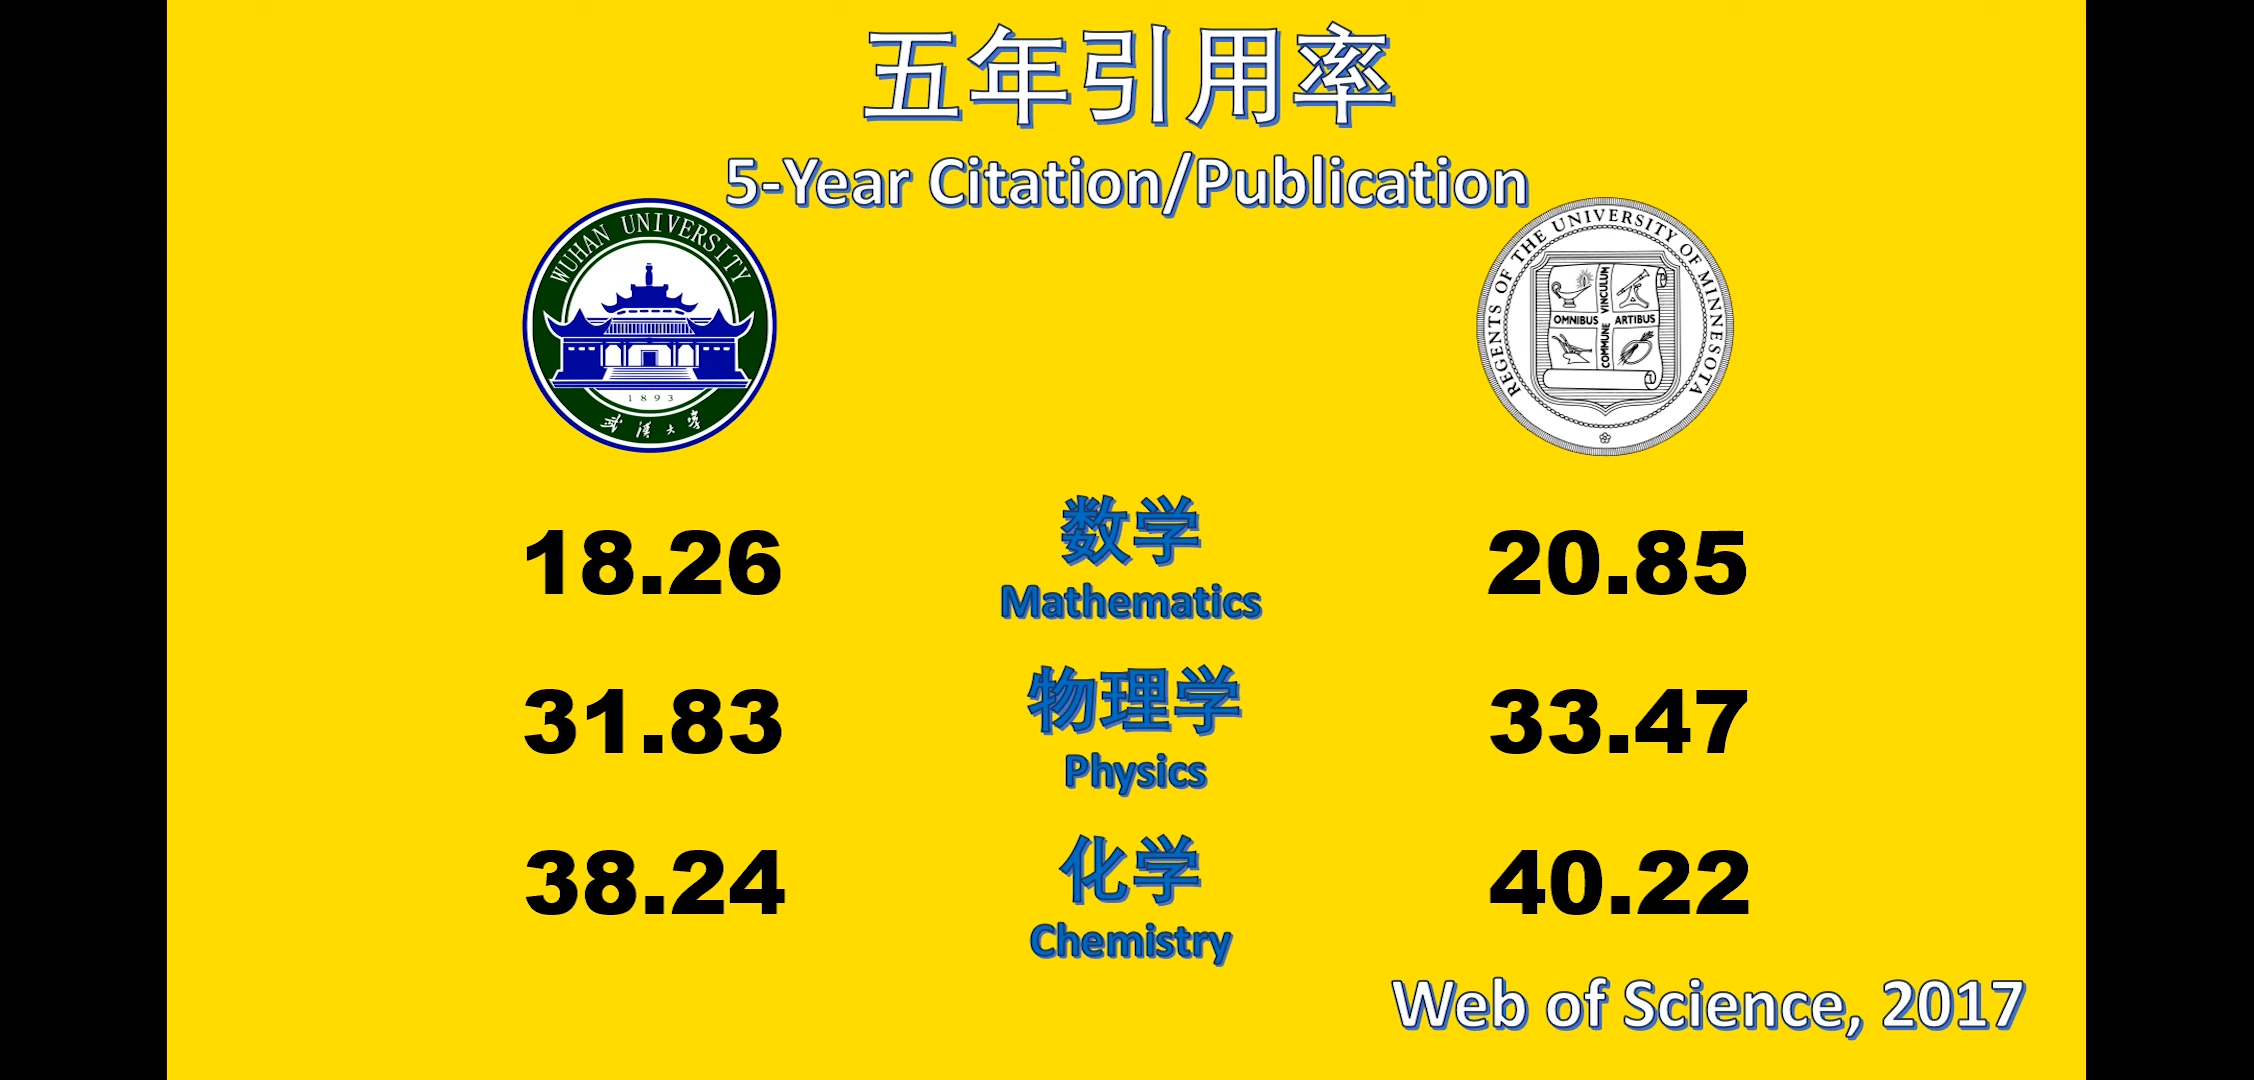 五年引用率
5-Year Citation/Publication
WUHAN UNIVERSITY
1893
武汉大学
REGENTS OF THE UNIVERSITY OF MINNESOTA
OMNIBUS ARTIBUS
COMMUNE VINCULUM
数学
18.26
20.85
Mathematics
物理学
31.83
33.47
Physics
化学
38.24
40.22
Chemistry
Web of Science, 2017